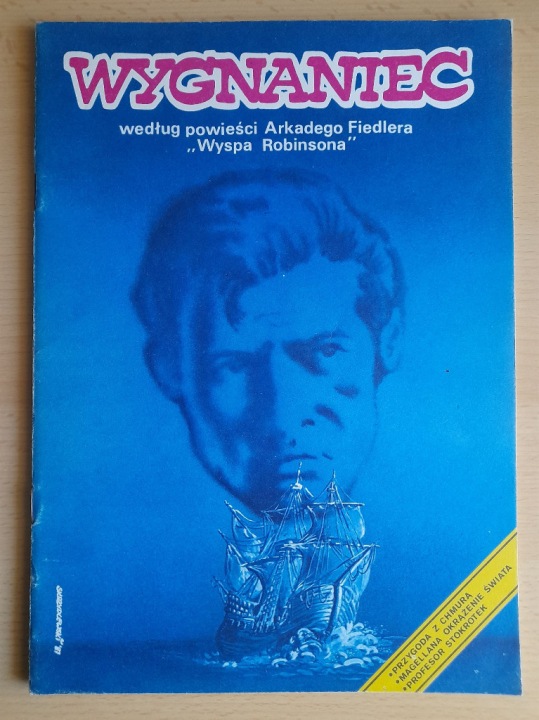 WYGNANIEC
według powieści Arkadego Fiedlera
„Wyspa Robinsona"
•PRZYGODA Z CHMURĄ
•MAGELLANA OKRĄŻENIE ŚWIATA
•PROFESOR STOKROTEK